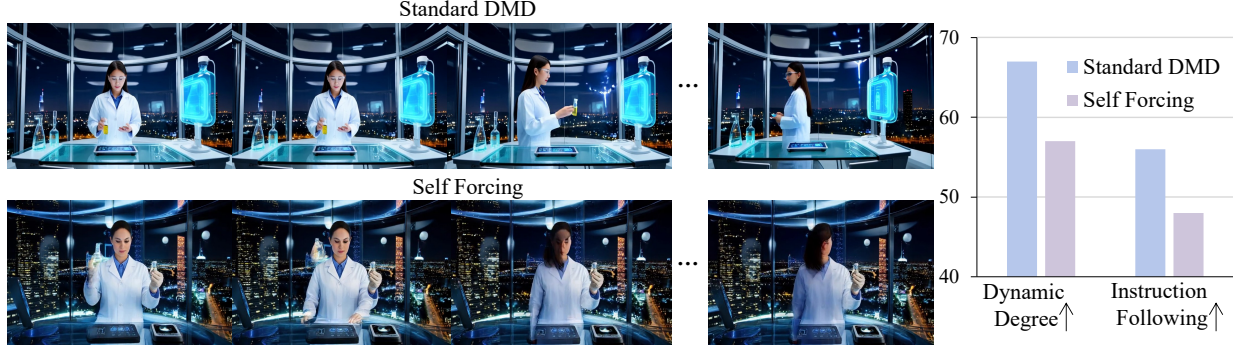 Standard DMD
Self Forcing
...
...
70
60
50
40
Standard DMD
Self Forcing
Dynamic
Degree↑
Instruction
Following↑